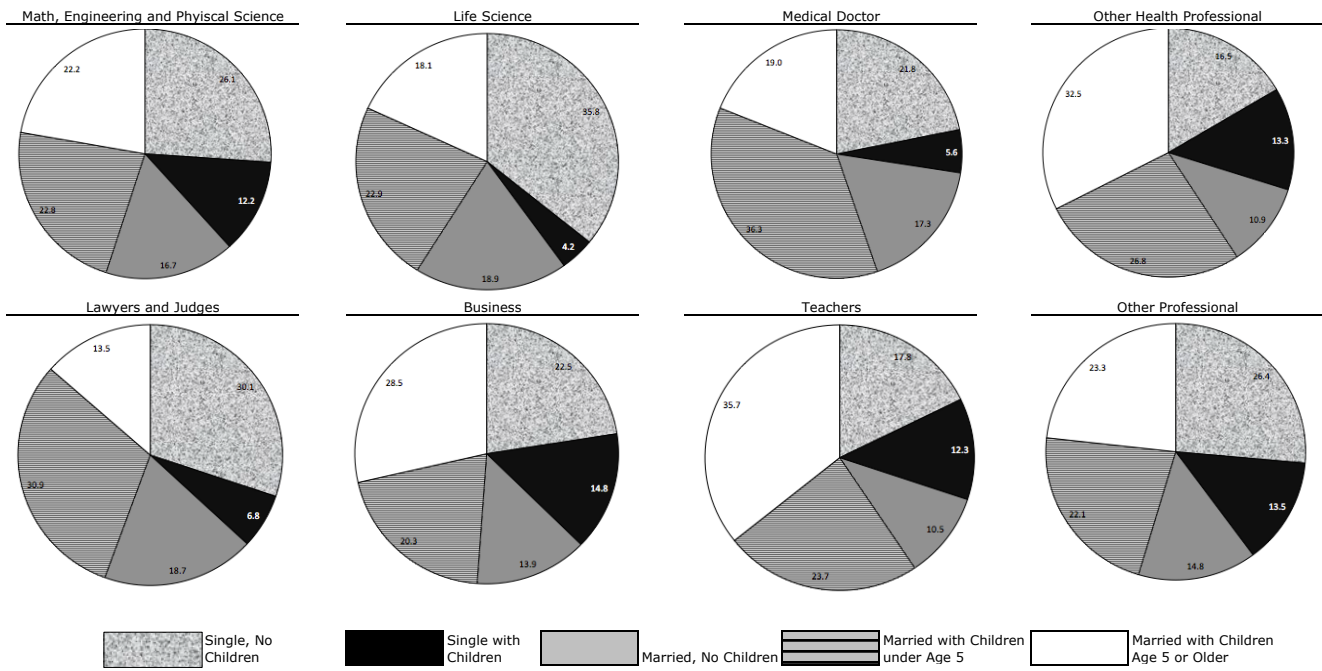 Math, Engineering and Phyiscal Science
26.1
12.2
16.7
22.8
22.2
Life Science
35.8
4.2
18.9
22.9
18.1
Medical Doctor
21.8
5.6
17.3
36.3
19.0
Other Health Professional
16.5
13.3
10.9
26.8
32.5
Lawyers and Judges
30.1
6.8
18.7
30.9
13.5
Business
22.5
14.8
13.9
20.3
28.5
Teachers
17.8
12.3
10.5
23.7
35.7
Other Professional
26.4
13.5
14.8
22.1
23.3
Single, No
Children
Single with
Children
Married, No Children
Married with Children
under Age 5
Married with Children
Age 5 or Older